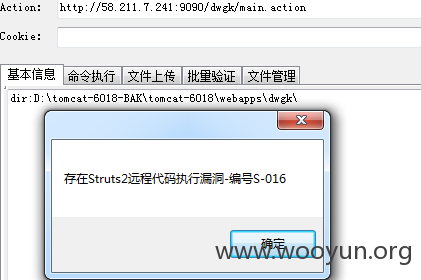 Action: http://58.211.7.241:9090/dwgk/main.action
Cookie:
基本信息 命令执行 文件上传 批量验证 文件管理
dir:D:\tomcat-6018-BAK\tomcat-6018\webapps\dwgk\
存在Struts2远程代码执行漏洞-编号S-016
确定
www.wooyun.org